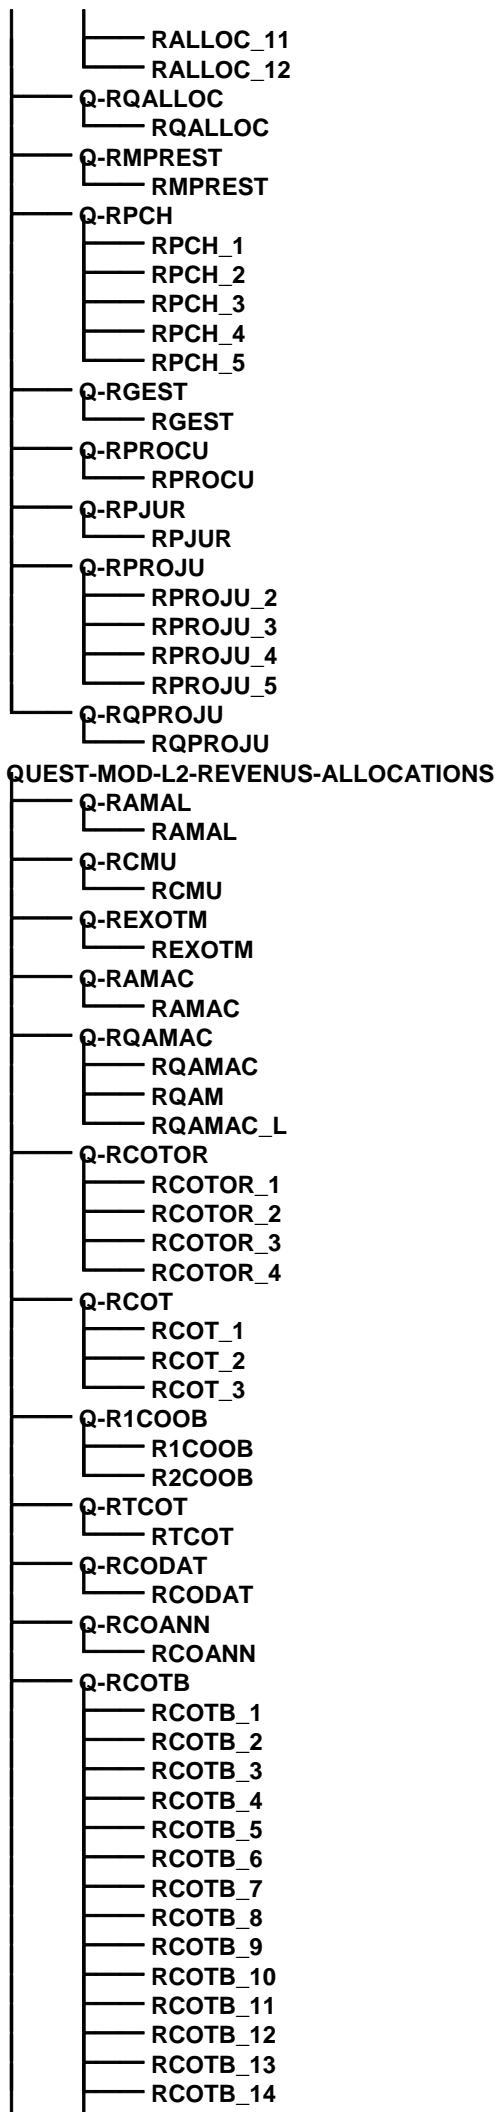 RALLOC_11
RALLOC_12
Q-RQALLOC
RQALLOC
Q-RMPREST
RMPREST
Q-RPCH
RPCH_1
RPCH_2
RPCH_3
RPCH_4
RPCH_5
Q-RGEST
RGEST
Q-RPROCU
RPROCU
Q-RPJUR
RPJUR
Q-RPROJU
RPROJU_2
RPROJU_3
RPROJU_4
RPROJU_5
Q-RQPROJU
RQPROJU
QUEST-MOD-L2-REVENUS-ALLOCATIONS
Q-RAMAL
RAMAL
Q-RCMU
RCMU
Q-REXOTM
REXOTM
Q-RAMAC
RAMAC
Q-RQAMAC
RQAMAC
RQAM
RQAMAC_L
Q-RCOTOR
RCOTOR_1
RCOTOR_2
RCOTOR_3
RCOTOR_4
Q-RCOT
RCOT_1
RCOT_2
RCOT_3
Q-R1COOB
R1COOB
R2COOB
Q-RTCOT
RTCOT
Q-RCODAT
RCODAT
Q-RCOANN
RCOANN
Q-RCOTB
RCOTB_1
RCOTB_2
RCOTB_3
RCOTB_4
RCOTB_5
RCOTB_6
RCOTB_7
RCOTB_8
RCOTB_9
RCOTB_10
RCOTB_11
RCOTB_12
RCOTB_13
RCOTB_14